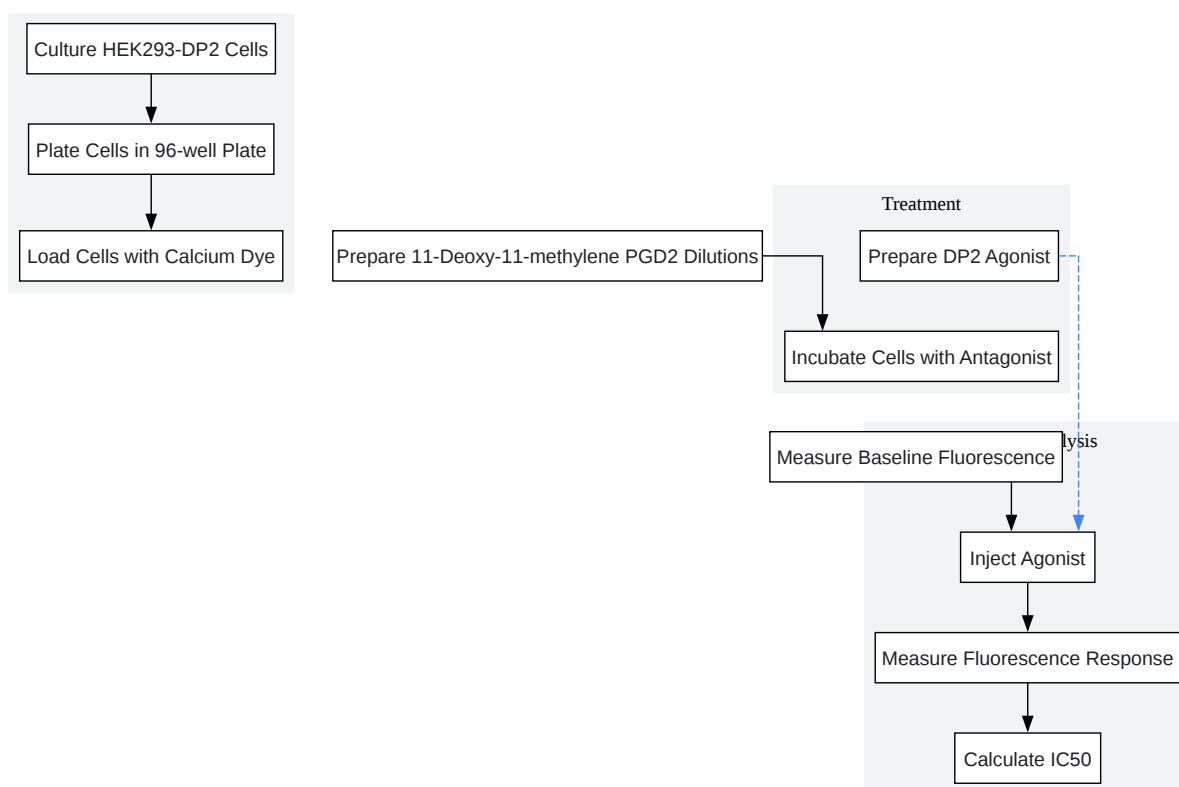 Culture HEK293-DP2 Cells
Plate Cells in 96-well Plate
Load Cells with Calcium Dye
Prepare 11-Deoxy-11-methylene PGD2 Dilutions
Treatment
Prepare DP2 Agonist
Incubate Cells with Antagonist
Measure Baseline Fluorescence
Inject Agonist
Measure Fluorescence Response
Calculate IC50